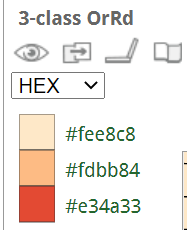 3-class OrRd
HEX
#fee8c8
#fdbb84
#e34a33